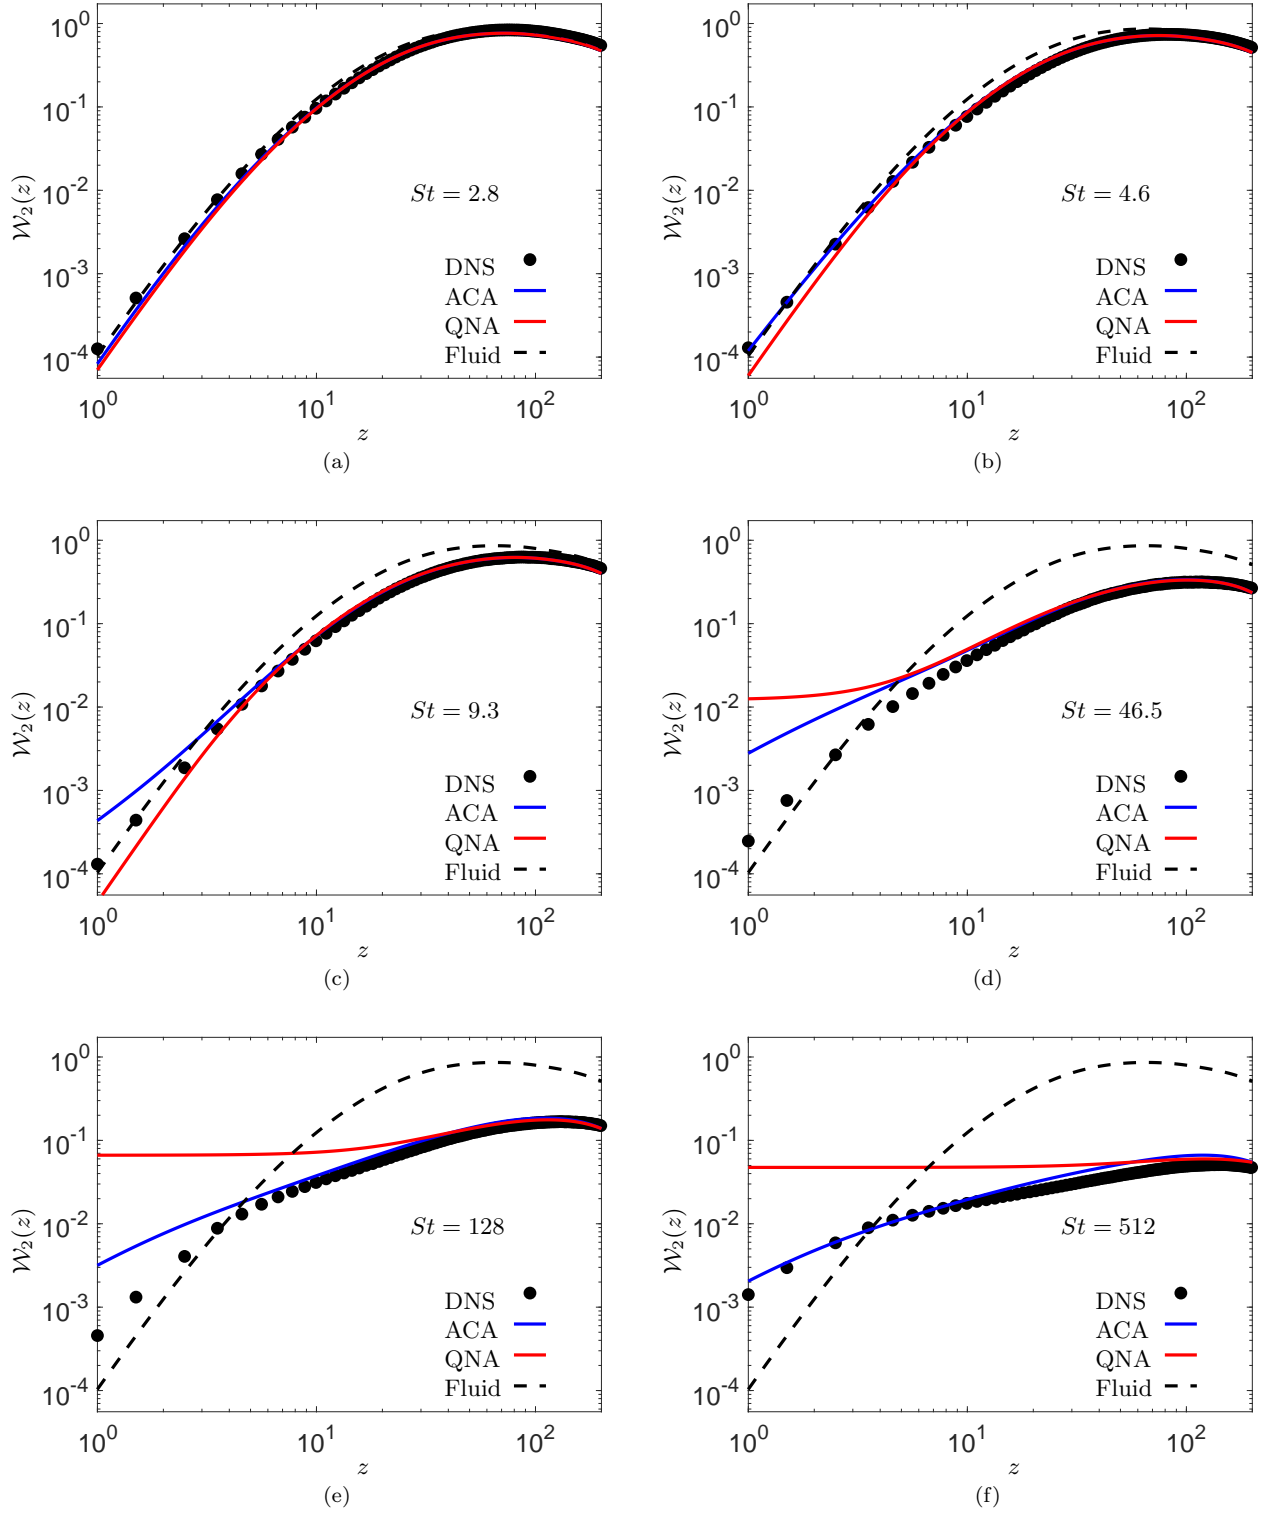 10^0
10^-1
10^-2
10^-3
10^-4
W_2(z)
St = 2.8
DNS
ACA
QNA
Fluid
10^0 10^1 10^2
z
(a)
10^0
10^-1
10^-2
10^-3
10^-4
W_2(z)
St = 4.6
DNS
ACA
QNA
Fluid
10^0 10^1 10^2
z
(b)
10^0
10^-1
10^-2
10^-3
10^-4
W_2(z)
St = 9.3
DNS
ACA
QNA
Fluid
10^0 10^1 10^2
z
(c)
10^0
10^-1
10^-2
10^-3
10^-4
W_2(z)
St = 46.5
DNS
ACA
QNA
Fluid
10^0 10^1 10^2
z
(d)
10^0
10^-1
10^-2
10^-3
10^-4
W_2(z)
St = 128
DNS
ACA
QNA
Fluid
10^0 10^1 10^2
z
(e)
10^0
10^-1
10^-2
10^-3
10^-4
W_2(z)
St = 512
DNS
ACA
QNA
Fluid
10^0 10^1 10^2
z
(f)